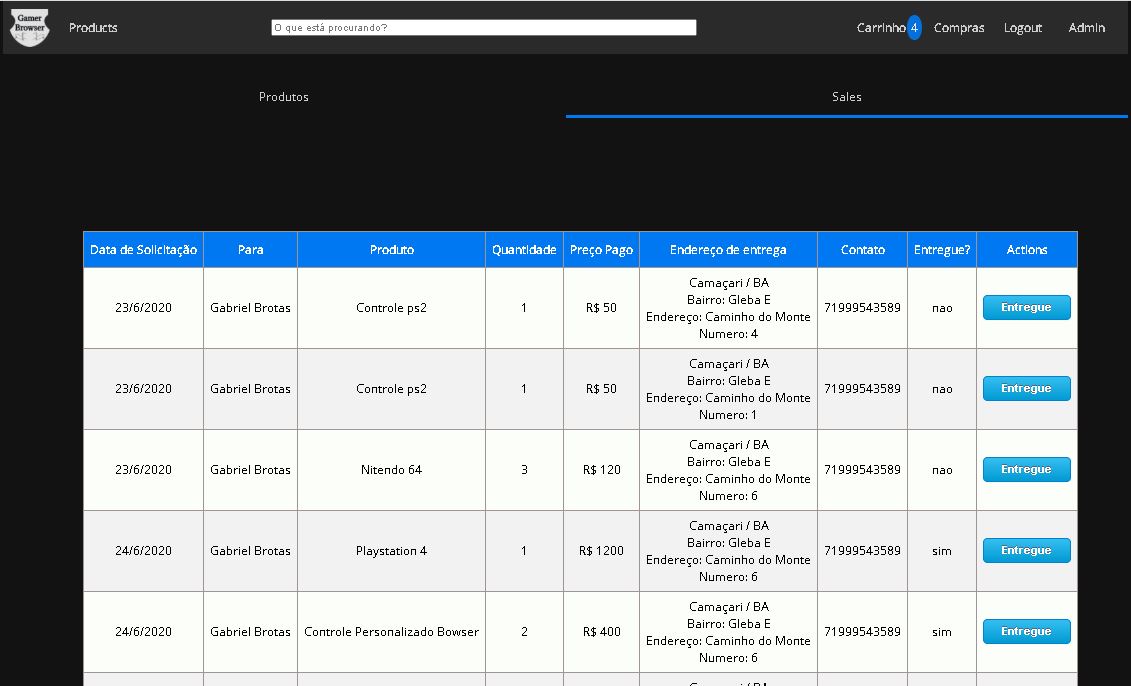 Gamer
Browser
Products
O que está procurando?
Carrinho 4 Compras Logout Admin
Produtos Sales
Data de Solicitação Para Produto Quantidade Preço Pago Endereço de entrega Contato Entregue? Actions
Camaçari / BA
Bairro: Gleba E
23/6/2020 Gabriel Brotas Controle ps2 1 R$ 50 71999543589 nao Entregue
Endereço: Caminho do Monte
Numero: 4
Camaçari / BA
Bairro: Gleba E
23/6/2020 Gabriel Brotas Controle ps2 1 R$ 50 71999543589 nao Entregue
Endereço: Caminho do Monte
Numero: 1
Camaçari / BA
Bairro: Gleba E
23/6/2020 Gabriel Brotas Nitendo 64 3 R$ 120 71999543589 nao Entregue
Endereço: Caminho do Monte
Numero: 6
Camaçari / BA
Bairro: Gleba E
24/6/2020 Gabriel Brotas Playstation 4 1 R$ 1200 71999543589 sim Entregue
Endereço: Caminho do Monte
Numero: 6
Camaçari / BA
Bairro: Gleba E
24/6/2020 Gabriel Brotas Controle Personalizado Bowser 2 R$ 400 71999543589 sim Entregue
Endereço: Caminho do Monte
Numero: 6